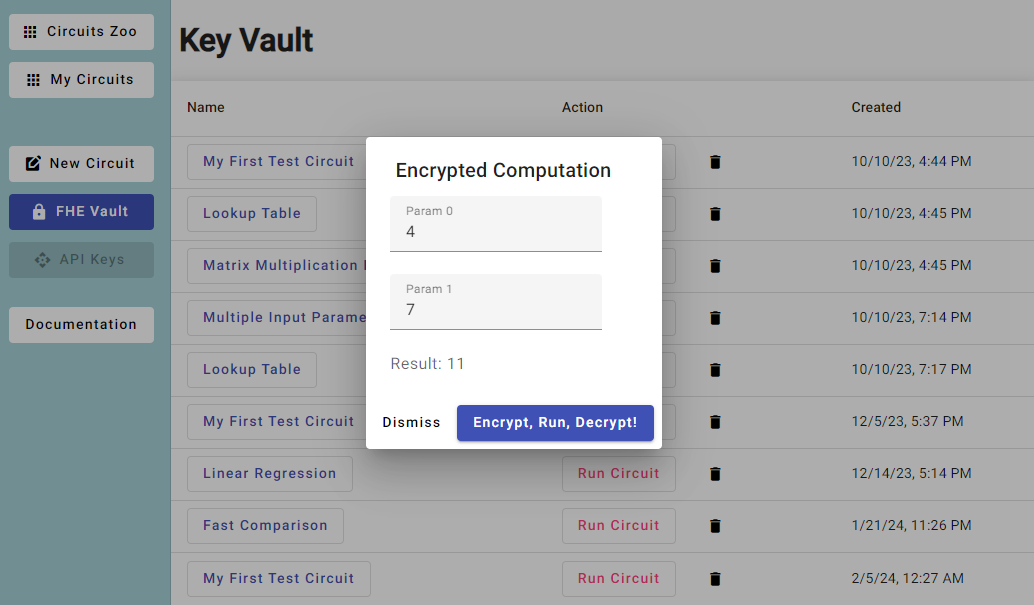 Circuits Zoo
My Circuits
New Circuit
FHE Vault
API Keys
Documentation
Key Vault
Name Action Created
My First Test Circuit 10/10/23, 4:44 PM
Lookup Table 10/10/23, 4:45 PM
Matrix Multiplication 10/10/23, 4:45 PM
Multiple Input 10/10/23, 7:14 PM
Lookup Table 10/10/23, 7:17 PM
My First Test Circuit 12/5/23, 5:37 PM
Linear Regression Run Circuit 12/14/23, 5:14 PM
Fast Comparison Run Circuit 1/21/24, 11:26 PM
My First Test Circuit Run Circuit 2/5/24, 12:27 AM
Encrypted Computation
Param 0
4
Param 1
7
Result: 11
Dismiss Encrypt, Run, Decrypt!